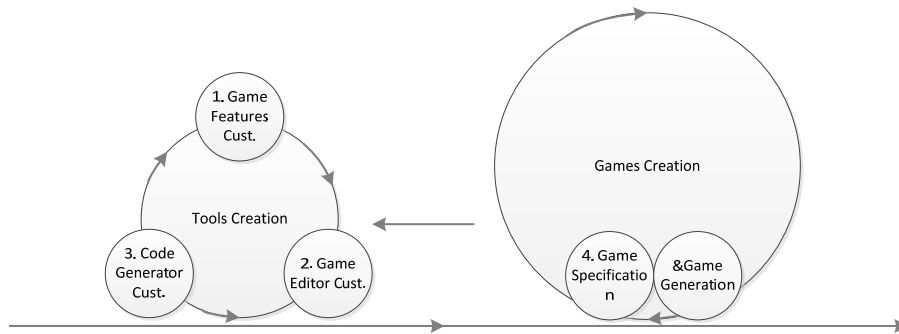 1. Game
Features
Cust.
Tools Creation
3. Code
Generator
Cust.
2. Game
Editor Cust.
Games Creation
4. Game
Specificatio
n
&Game
Generation